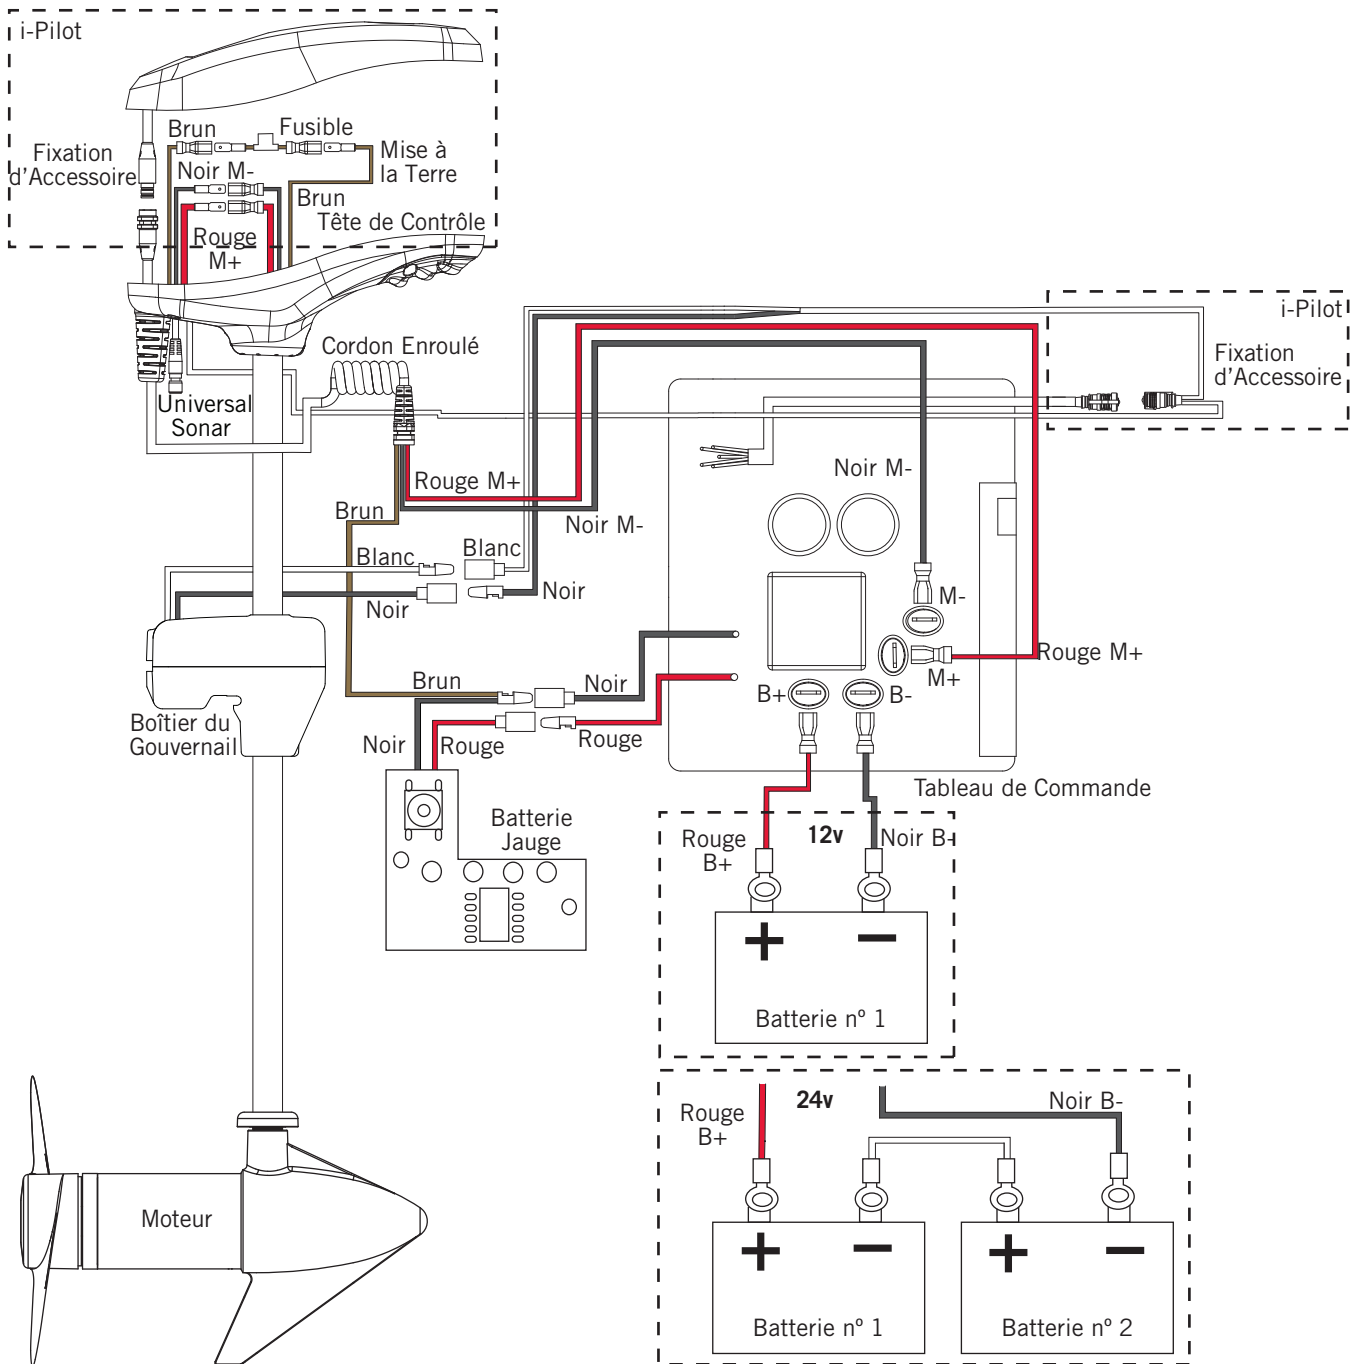 i-Pilot
Brun
Fusible
Fixation
d'Accessoire
Mise à
la Terre
Noir M-
Brun
Tête de Contrôle
Rouge
M+
i-Pilot
Cordon Enroulé
Fixation
d'Accessoire
Universal
Sonar
Rouge M+
Noir M-
Brun
Noir M-
Blanc
Blanc
Noir
Noir
M-
Rouge M+
M+
Brun
Noir
B+
B-
Boîtier du
Gouvernail
Noir
Rouge
Rouge
Tableau de Commande
Batterie
Jauge
Rouge
B+
12v
Noir B-
Batterie nº 1
24v
Rouge
B+
Noir B-
Moteur
Batterie nº 1
Batterie nº 2